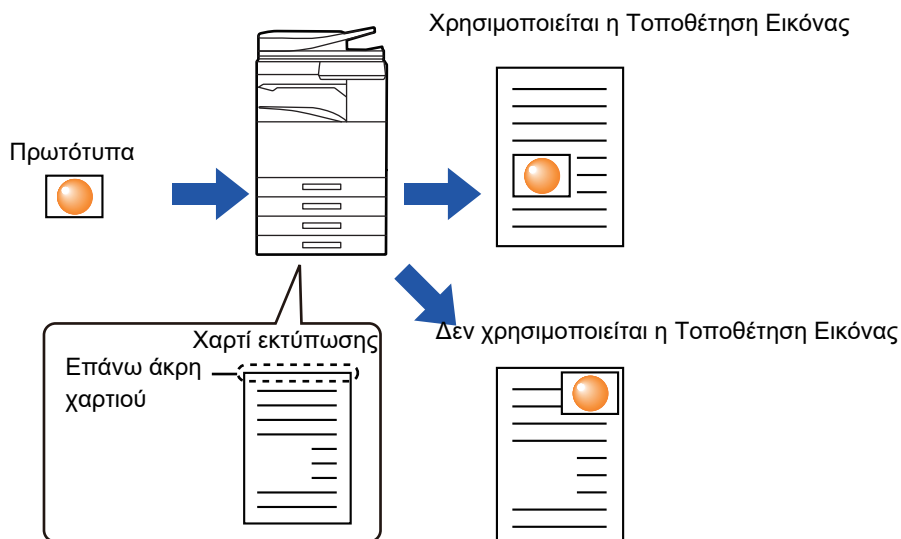 Χρησιμοποιείται η Τοποθέτηση Εικόνας
Πρωτότυπα
Δεν χρησιμοποιείται η Τοποθέτηση Εικόνας
Χαρτί εκτύπωσης
Επάνω άκρη
χαρτιού